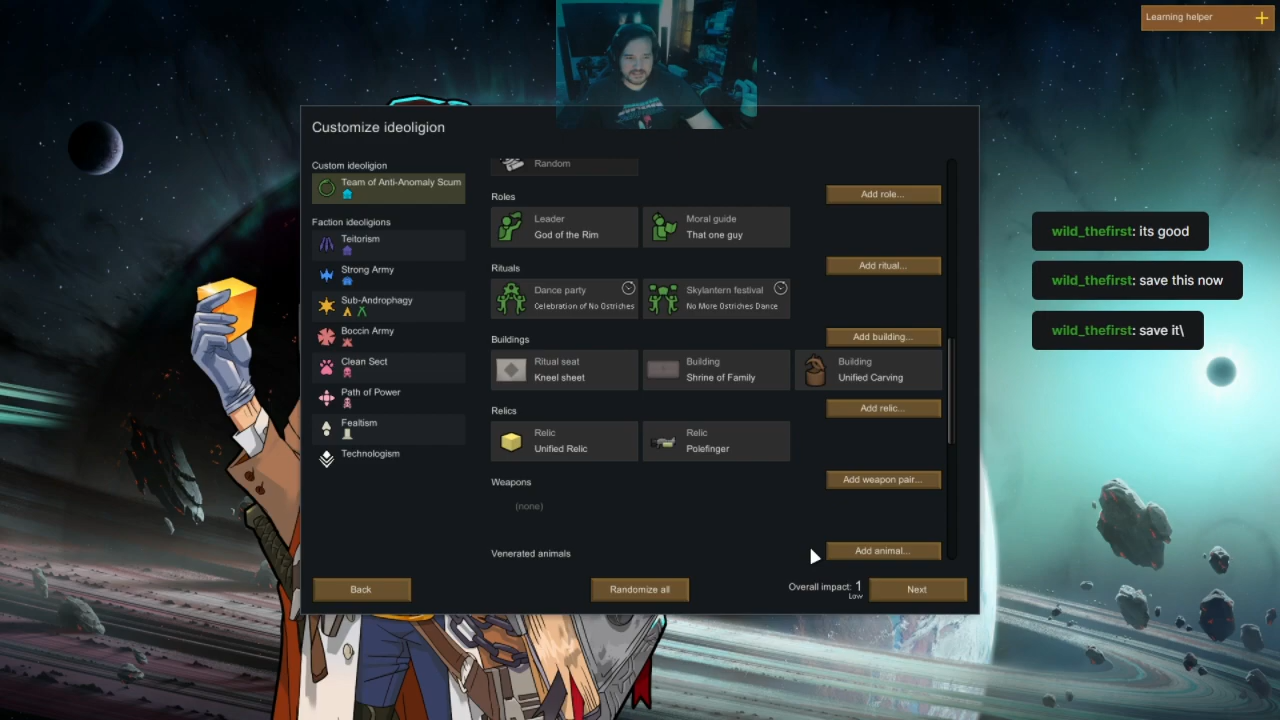 Learning helper
Customize ideoligion
Custom ideoligion
Team of Anti-Anomaly Scum
Faction ideoligions
Teitorism
Strong Army
Sub-Androphagy
Boccin Army
Clean Sect
Path of Power
Fealtism
Technologism
Random
Roles
Add role...
Leader
God of the Rim
Moral guide
That one guy
Rituals
Add ritual...
Dance party
Celebration of No Ostriches
Skylantern festival
No More Ostriches Dance
Buildings
Add building...
Ritual seat
Kneel sheet
Building
Shrine of Family
Building
Unified Carving
Relics
Add relic...
Relic
Unified Relic
Relic
Polefinger
Weapons
Add weapon pair...
(none)
Venerated animals
Add animal...
Back
Randomize all
Overall impact: 1
Low
Next
wild_thefirst: its good
wild_thefirst: save this now
wild_thefirst: save it\